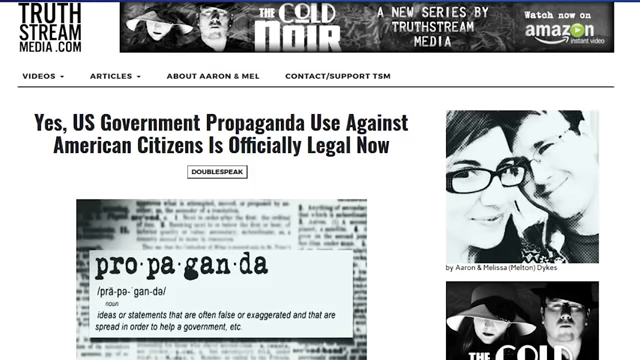 TRUTH
STREAM
MEDIA.COM
THE COLD
NOIR
A NEW SERIES BY
TRUTHSTREAM
MEDIA
Watch now on
amazon
instant video
VIDEOS
ARTICLES
ABOUT AARON & MEL
CONTACT/SUPPORT TSM
Yes, US Government Propaganda Use Against
American Citizens Is Officially Legal Now
DOUBLESPEAK
pro·pa·gan·da
/prä-pə-ˈgan-də/
noun
ideas or statements that are often false or exaggerated and that are
spread in order to help a government, etc.
by Aaron & Melissa (Melton) Dykes
THE COLD